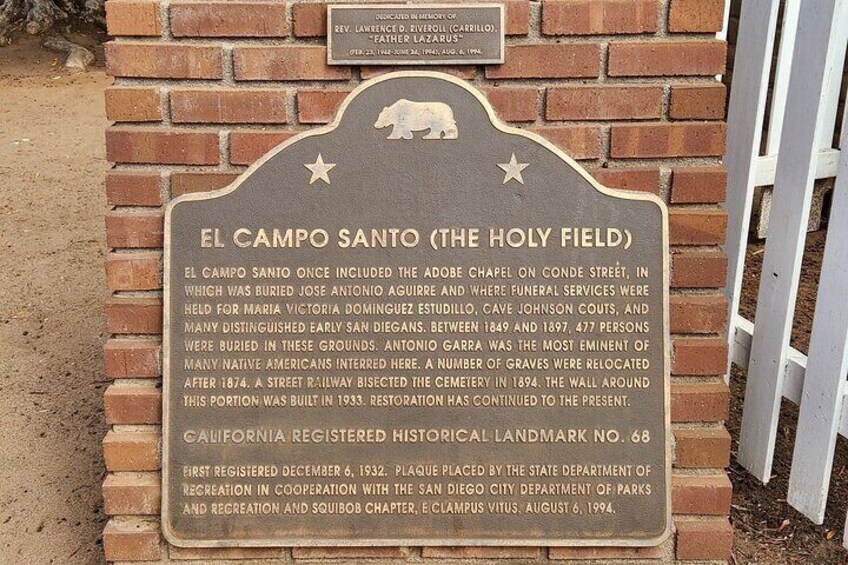 DEDICATED IN MEMORY OF
REV. LAWRENCE D. RIVEROLL (CARRILLO),
"FATHER LAZARUS"
(FEB. 23, 1942-JUNE 26, 1994), AUG. 6, 1994.
EL CAMPO SANTO (THE HOLY FIELD)
EL CAMPO SANTO ONCE INCLUDED THE ADOBE CHAPEL ON CONDE STREET, IN
WHICH WAS BURIED JOSE ANTONIO AGUIRRE AND WHERE FUNERAL SERVICES WERE
HELD FOR MARIA VICTORIA DOMINGUEZ ESTUDILLO, CAVE JOHNSON COUTS, AND
MANY DISTINGUISHED EARLY SAN DIEGANS. BETWEEN 1849 AND 1897, 477 PERSONS
WERE BURIED IN THESE GROUNDS. ANTONIO GARRA WAS THE MOST EMINENT OF
MANY NATIVE AMERICANS INTERRED HERE. A NUMBER OF GRAVES WERE RELOCATED
AFTER 1874. A STREET RAILWAY BISECTED THE CEMETERY IN 1894. THE WALL AROUND
THIS PORTION WAS BUILT IN 1933. RESTORATION HAS CONTINUED TO THE PRESENT.
CALIFORNIA REGISTERED HISTORICAL LANDMARK NO. 68
FIRST REGISTERED DECEMBER 6, 1932. PLAQUE PLACED BY THE STATE DEPARTMENT OF
RECREATION IN COOPERATION WITH THE SAN DIEGO CITY DEPARTMENT OF PARKS
AND RECREATION AND SQUIBOB CHAPTER, E CLAMPUS VITUS, AUGUST 6, 1994.